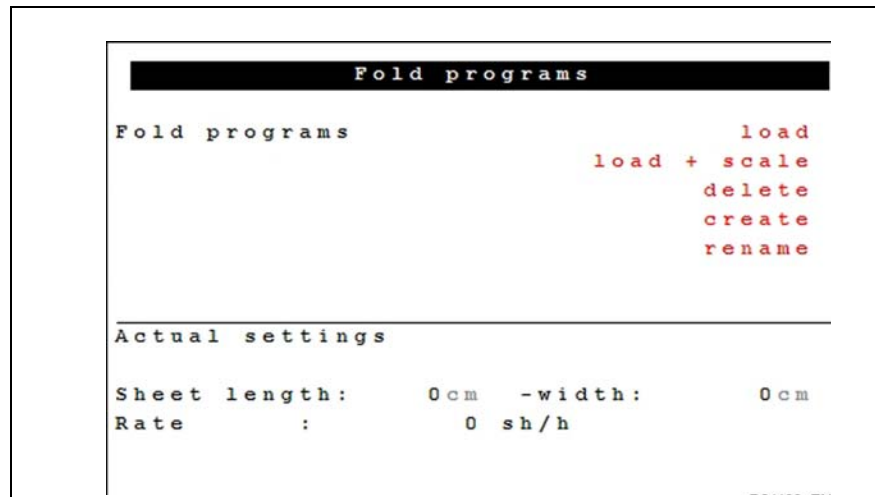 Fold programs
Fold programs load
load + scale
delete
create
rename
Actual settings
Sheet length: 0cm -width: 0cm
Rate : 0 sh/h